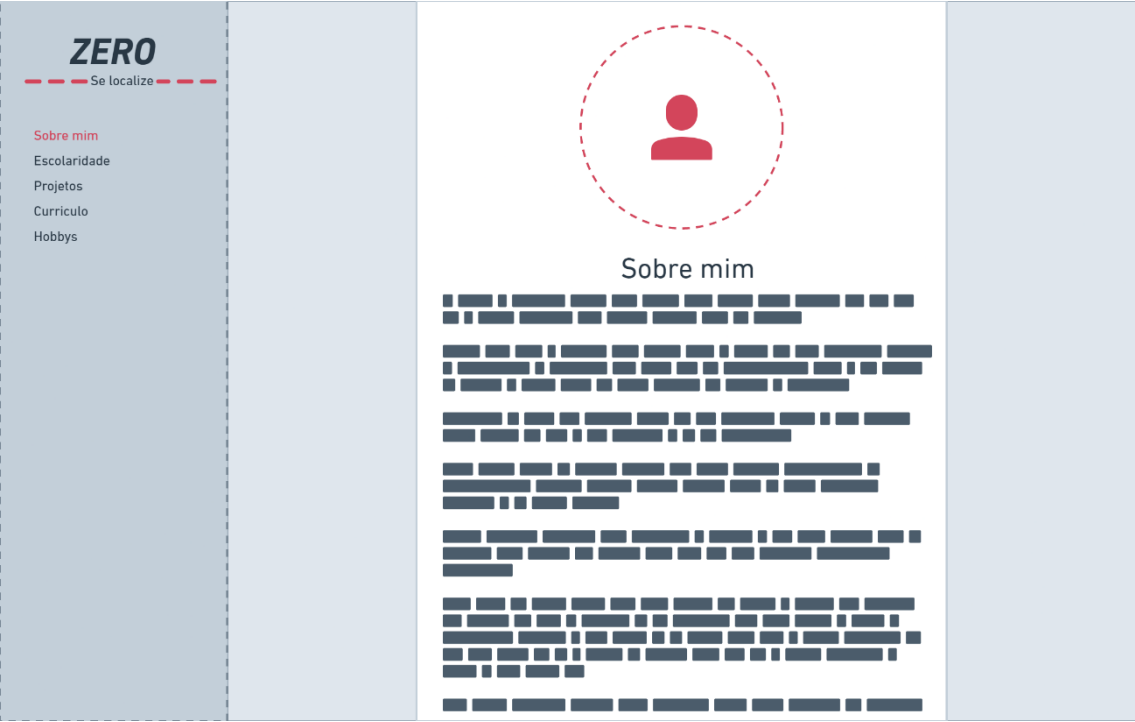 ZERO
Se localize
Sobre mim
Escolaridade
Projetos
Curriculo
Hobbys
Sobre mim